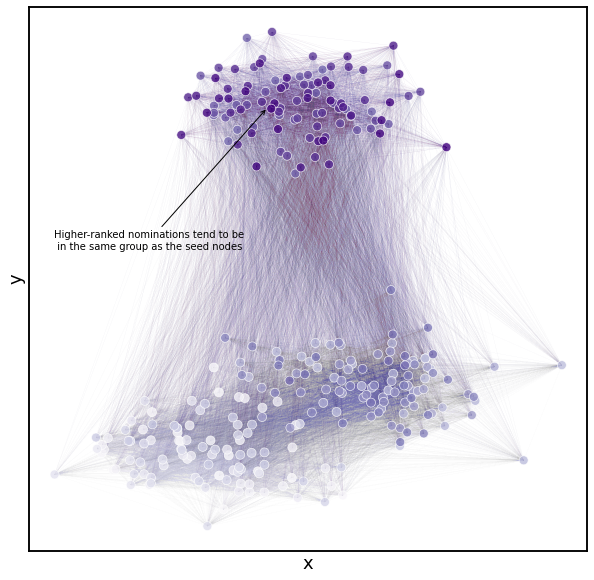 Higher-ranked nominations tend to be
in the same group as the seed nodes
y
x